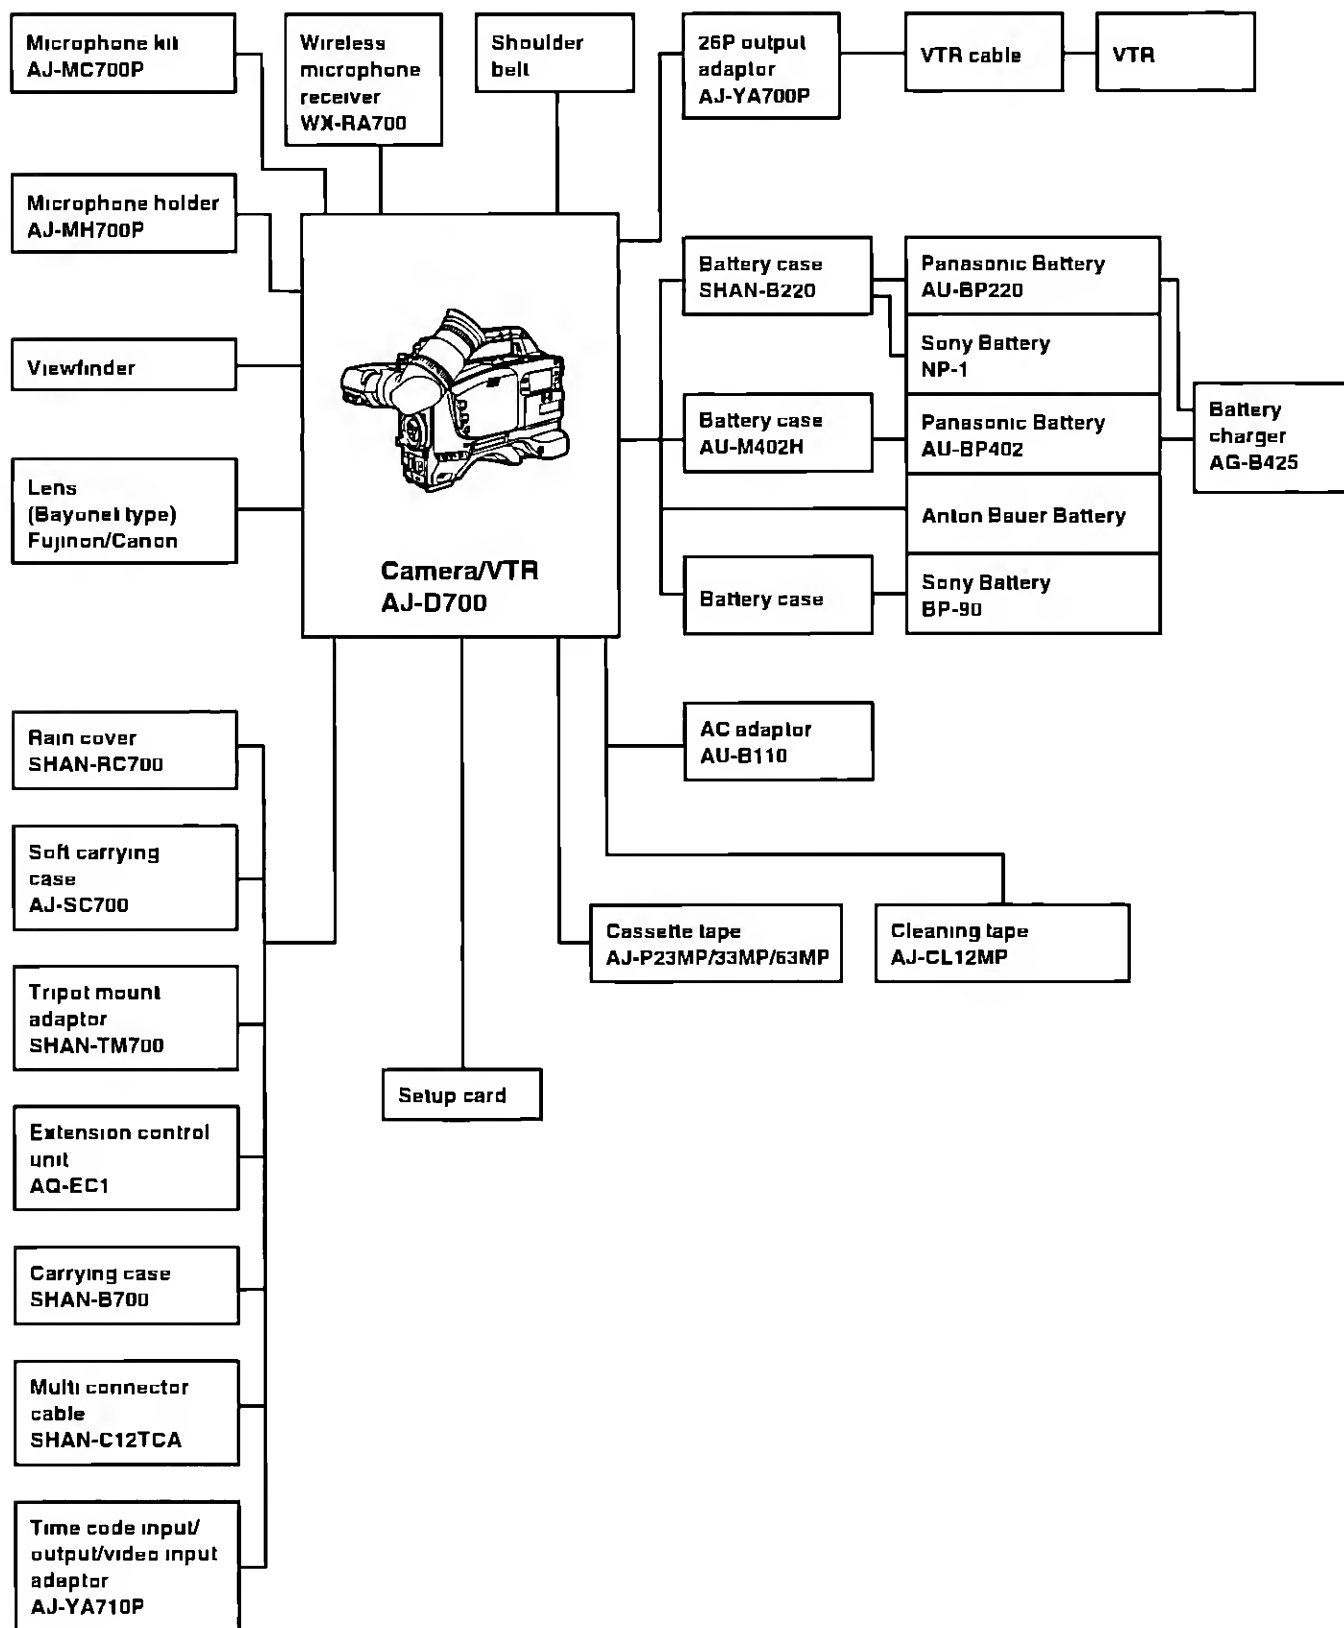 Microphone kit
AJ-MC700P
Wireless
microphone
receiver
WX-RA700
Shoulder
belt
26P output
adaptor
AJ-YA700P
VTR cable
VTR
Microphone holder
AJ-MH700P
Viewfinder
Lens
(Bayonet type)
Fujinon/Canon
Camera/VTR
AJ-D700
Battery case
SHAN-B220
Panasonic Battery
AU-BP220
Sony Battery
NP-1
Battery case
AU-M402H
Panasonic Battery
AU-BP402
Battery
charger
AG-B425
Anton Bauer Battery
Battery case
Sony Battery
BP-90
AC adaptor
AU-B110
Cassette tape
AJ-P23MP/33MP/63MP
Cleaning tape
AJ-CL12MP
Setup card
Rain cover
SHAN-RC700
Soft carrying
case
AJ-SC700
Tripot mount
adaptor
SHAN-TM700
Extension control
unit
AQ-EC1
Carrying case
SHAN-B700
Multi connector
cable
SHAN-C12TCA
Time code input/
output/video input
adaptor
AJ-YA710P